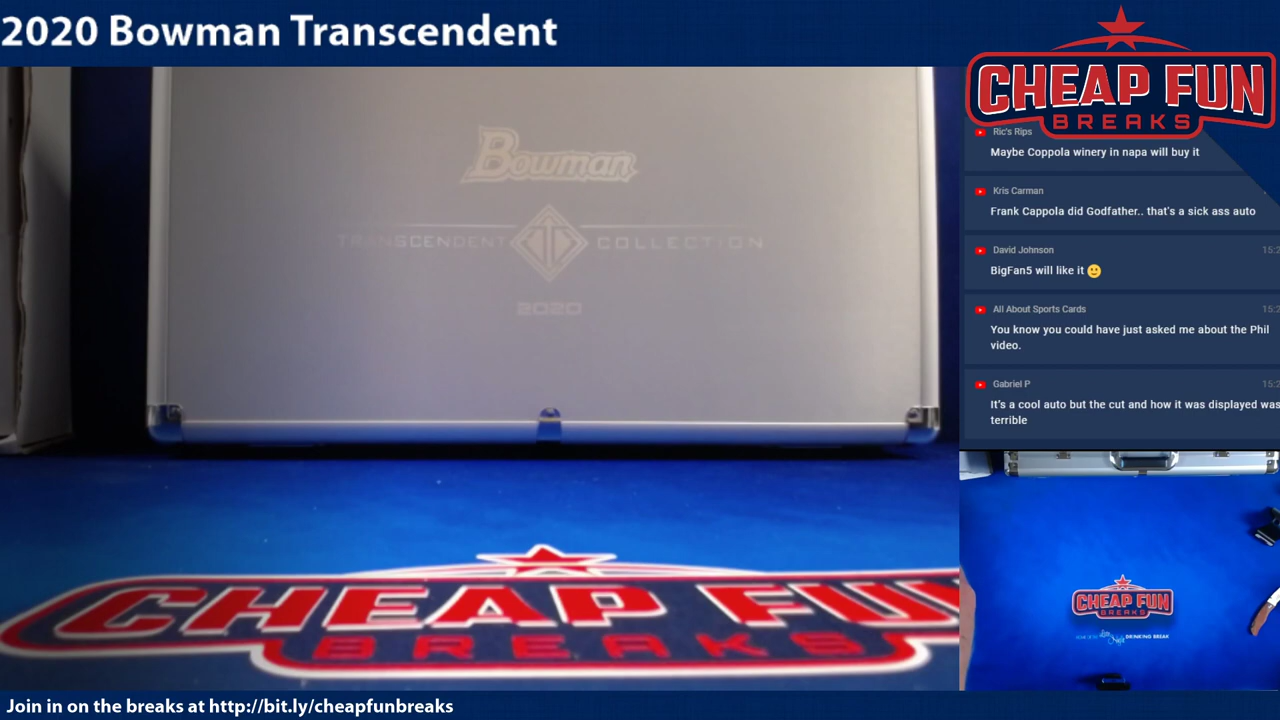 2020 Bowman Transcendent
CHEAP FUN
BREAKS
Ric's Rips
Maybe Coppola winery in napa will buy it
Kris Carman
Frank Cappola did Godfather.. that's a sick ass auto
David Johnson
15:2
BigFan5 will like it 🙂
All About Sports Cards
15:2
You know you could have just asked me about the Phil
video.
Gabriel P
15:2
It's a cool auto but the cut and how it was displayed was
terrible
Bowman
TRANSCENDENT COLLECTION
2020
CHEAP FUN
BREAKS
CHEAP FUN
BREAKS
DRINKING BREAK
Join in on the breaks at http://bit.ly/cheapfunbreaks